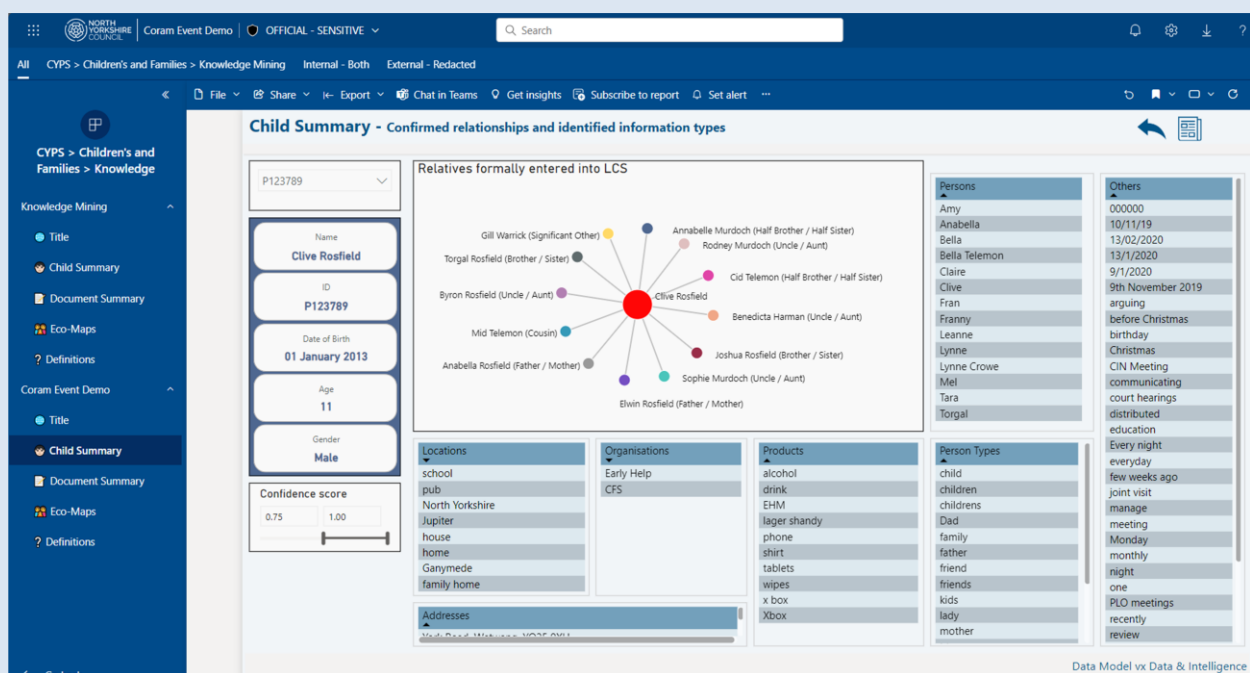 NORTH
YORKSHIRE
COUNCIL
Coram Event Demo
OFFICIAL - SENSITIVE
Search
All
CYPS > Children's and Families > Knowledge Mining
Internal - Both
External - Redacted
File
Share
Export
Chat in Teams
Get insights
Subscribe to report
Set alert
CYPS > Children's and
Families > Knowledge
Knowledge Mining
Title
Child Summary
Document Summary
Eco-Maps
? Definitions
Coram Event Demo
Title
Child Summary
Document Summary
Eco-Maps
? Definitions
Child Summary - Confirmed relationships and identified information types
P123789
Name
Clive Rosfield
ID
P123789
Date of Birth
01 January 2013
Age
11
Gender
Male
Confidence score
0.75
1.00
Relatives formally entered into LCS
Gill Warrick (Significant Other)
Annabelle Murdoch (Half Brother / Half Sister)
Rodney Murdoch (Uncle / Aunt)
Torgal Rosfield (Brother / Sister)
Cid Telemon (Half Brother / Half Sister)
Byron Rosfield (Uncle / Aunt)
Clive Rosfield
Benedicta Harman (Uncle / Aunt)
Mid Telemon (Cousin)
Joshua Rosfield (Brother / Sister)
Anabella Rosfield (Father / Mother)
Sophie Murdoch (Uncle / Aunt)
Elwin Rosfield (Father / Mother)
Locations
school
pub
North Yorkshire
Jupiter
house
home
Ganymede
family home
Organisations
Early Help
CFS
Products
alcohol
drink
EHM
lager shandy
phone
shirt
tablets
wipes
x box
Xbox
Addresses
Persons
Amy
Anabella
Bella
Bella Telemon
Claire
Clive
Fran
Franny
Leanne
Lynne
Lynne Crowe
Mel
Tara
Torgal
Person Types
child
children
childrens
Dad
family
father
friend
friends
kids
lady
mother
Others
000000
10/11/19
13/02/2020
13/1/2020
9/1/2020
9th November 2019
arguing
before Christmas
birthday
Christmas
CIN Meeting
communicating
court hearings
distributed
education
Every night
everyday
few weeks ago
joint visit
manage
meeting
Monday
monthly
night
one
PLO meetings
recently
review
Data Model vx Data & Intelligence